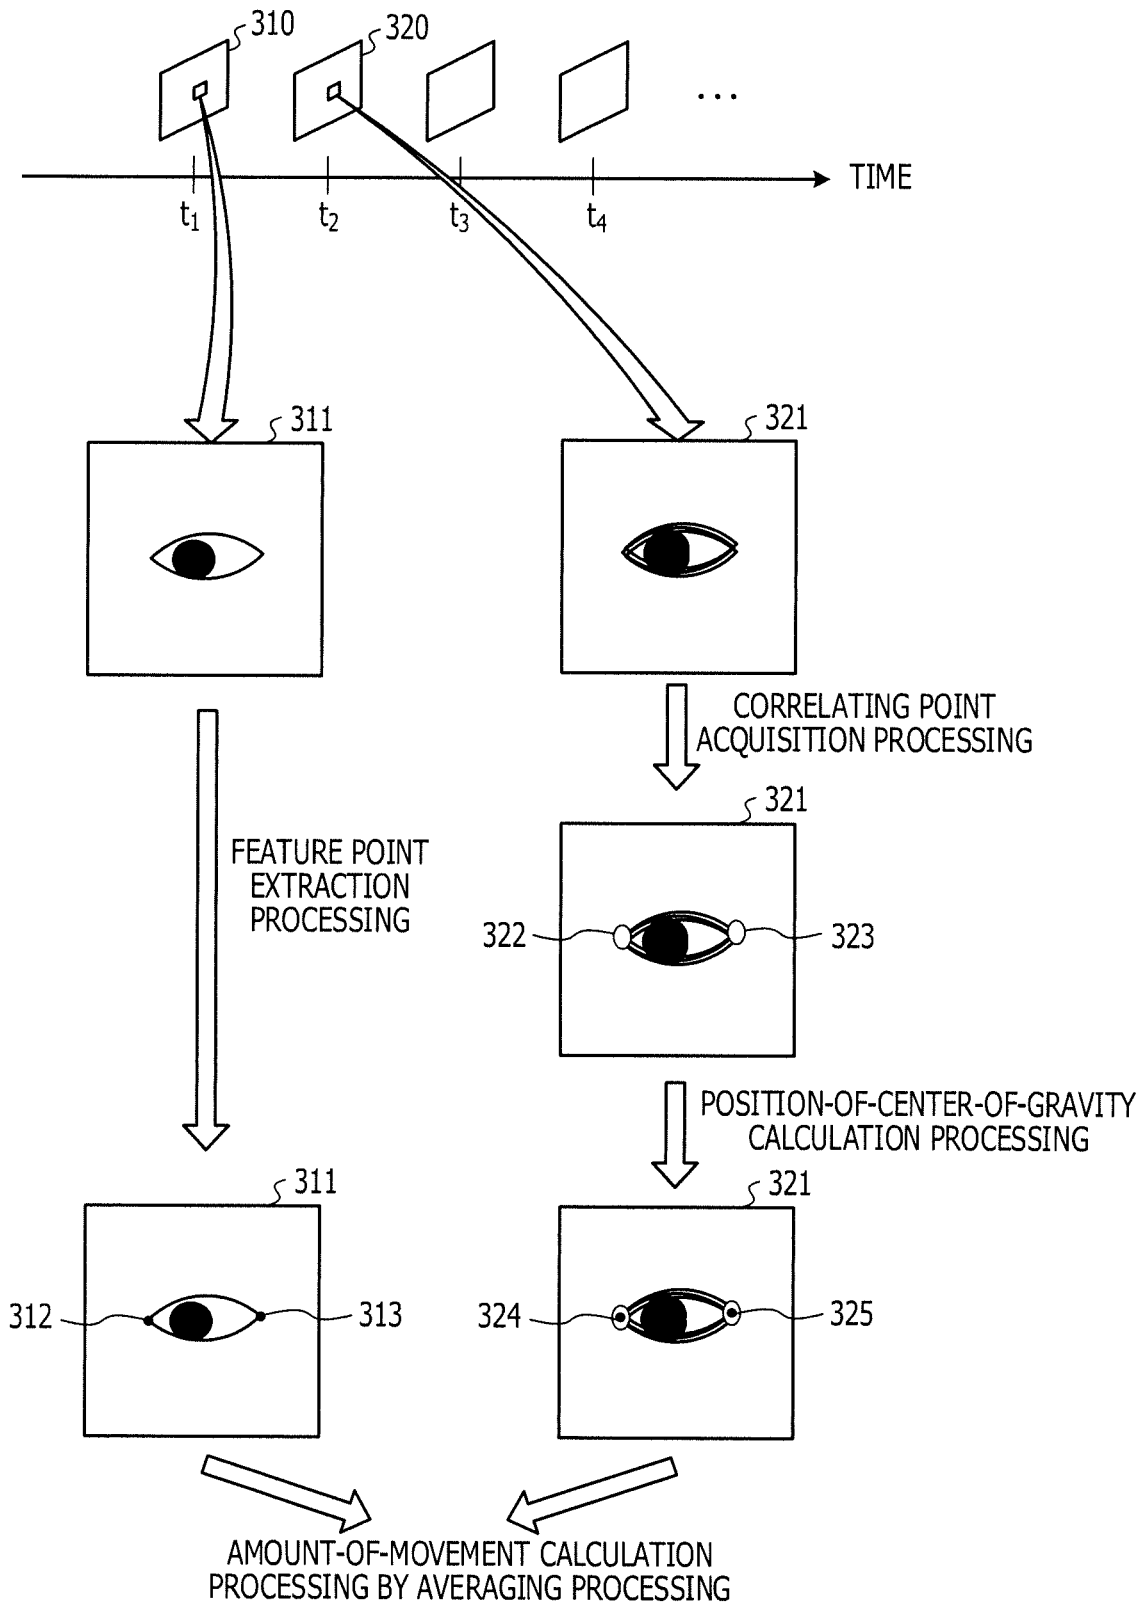 310
320
...
TIME
t1
t2
t3
t4
311
321
CORRELATING POINT
ACQUISITION PROCESSING
321
FEATURE POINT
EXTRACTION
PROCESSING
322
323
POSITION-OF-CENTER-OF-GRAVITY
CALCULATION PROCESSING
311
321
312
313
324
325
AMOUNT-OF-MOVEMENT CALCULATION
PROCESSING BY AVERAGING PROCESSING